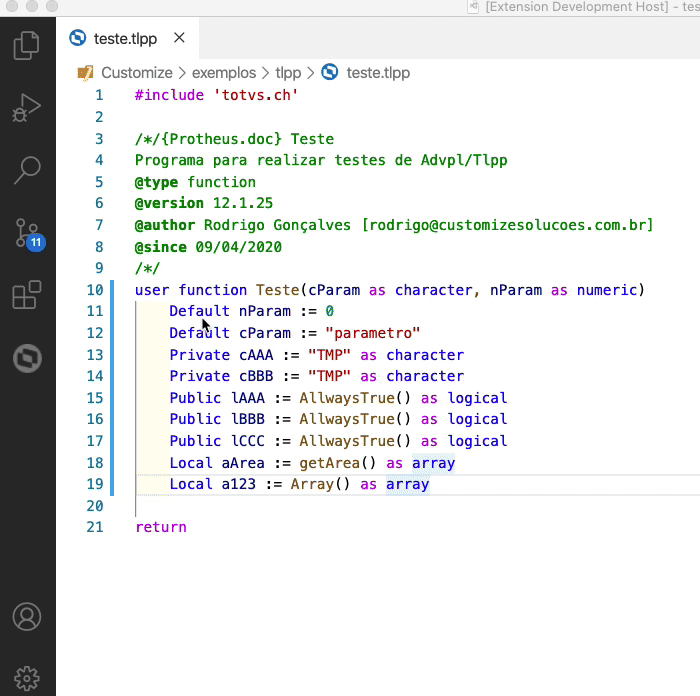 [Extension Development Host] - tes
teste.tlpp
Customize > exemplos > tlpp > teste.tlpp
1 #include 'totvs.ch'
2
3 /*/{Protheus.doc} Teste
4 Programa para realizar testes de Advpl/Tlpp
5 @type function
6 @version 12.1.25
7 @author Rodrigo Gonçalves [rodrigo@customizesolucoes.com.br]
8 @since 09/04/2020
9 /*/
10 user function Teste(cParam as character, nParam as numeric)
11 Default nParam := 0
12 Default cParam := "parametro"
13 Private cAAA := "TMP" as character
14 Private cBBB := "TMP" as character
15 Public lAAA := AllwaysTrue() as logical
16 Public lBBB := AllwaysTrue() as logical
17 Public lCCC := AllwaysTrue() as logical
18 Local aArea := getArea() as array
19 Local a123 := Array() as array
20
21 return
11